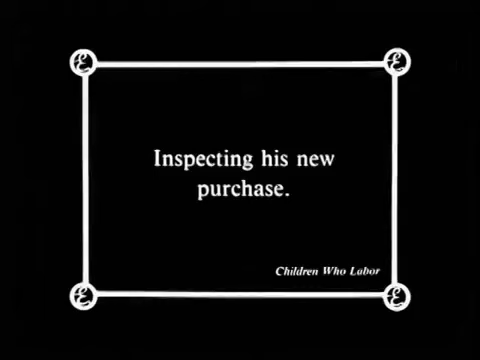 Inspecting his new
purchase.
Children Who Labor